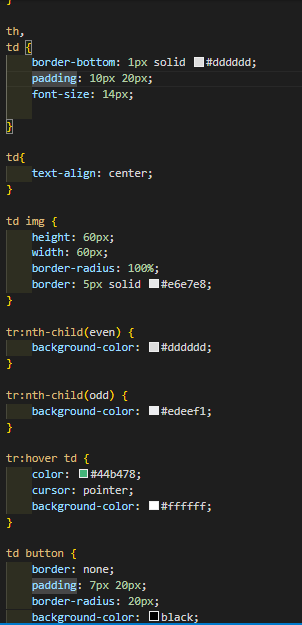 }
th,
td {
border-bottom: 1px solid #dddddd;
padding: 10px 20px;
font-size: 14px;
}
td{
text-align: center;
}
td img {
height: 60px;
width: 60px;
border-radius: 100%;
border: 5px solid #e6e7e8;
}
tr:nth-child(even) {
background-color: #dddddd;
}
tr:nth-child(odd) {
background-color: #edeef1;
}
tr:hover td {
color: #44b478;
cursor: pointer;
background-color: #ffffff;
}
td button {
border: none;
padding: 7px 20px;
border-radius: 20px;
background-color: black;